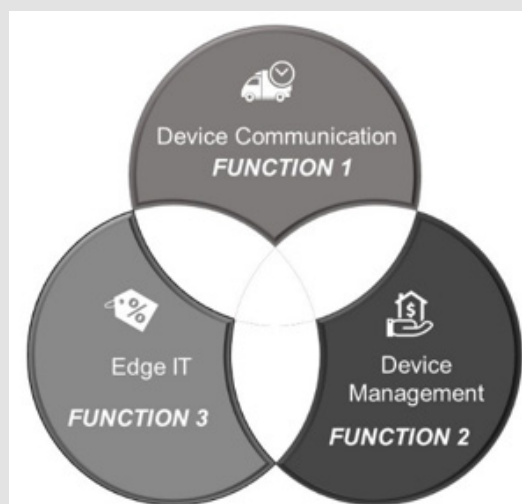 Device Communication
FUNCTION 1
Edge IT
FUNCTION 3
Device
Management
FUNCTION 2